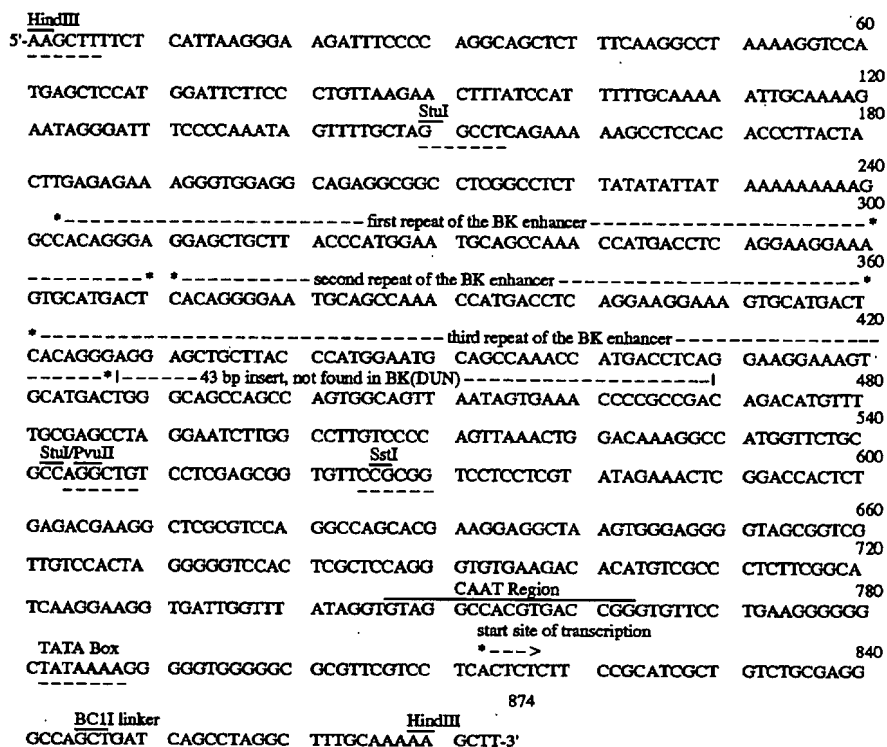 HindIII 60
5'-AAGCTTTTCT CATTAAGGGA AGATTTCCCC AGGCAGCTCT TTCAAGGCCT AAAAGGTCCA
120
TGAGCTCCAT GGATTCTTCC CTGTTAAGAA CTTTATCCAT TTTTGCAAAA ATTGCAAAAG
StuI 180
AATAGGGATT TCCCCAAATA GTTTTGCTAG GCCTCAGAAA AAGCCTCCAC ACCCTTACTA
240
CTTGAGAGAA AGGGTGGAGG CAGAGGCGGC CTCGGCCTCT TATATATTAT AAAAAAAAAG
300
*------first repeat of the BK enhancer------*
GCCACAGGGA GGAGCTGCTT ACCCATGGAA TGCAGCCAAA CCATGACCTC AGGAAGGAAA
360
------* *------second repeat of the BK enhancer------*
GTGCATGACT CACAGGGGAA TGCAGCCAAA CCATGACCTC AGGAAGGAAA GTGCATGACT
420
*------third repeat of the BK enhancer------
CACAGGGAGG AGCTGCTTAC CCATGGAATG CAGCCAAACC ATGACCTCAG GAAGGAAAGT
------*|------43 bp insert, not found in BK(DUN)------| 480
GCATGACTGG GCAGCCAGCC AGTGGCAGTT AATAGTGAAA CCCCGCCGAC AGACATGTTT
540
TGCGAGCCTA GGAATCTTGG CCTTGTCCCC AGTTAAACTG GACAAAGGCC ATGGTTCTGC
StuI/PvuII SstI 600
GCCAGGCTGT CCTCGAGCGG TGTTCCGCGG TCCTCCTCGT ATAGAAACTC GGACCACTCT
660
GAGACGAAGG CTCGCGTCCA GGCCAGCACG AAGGAGGCTA AGTGGGAGGG GTAGCGGTCG
720
TTGTCCACTA GGGGGTCCAC TCGCTCCAGG GTGTGAAGAC ACATGTCGCC CTCTTCGGCA
CAAT Region 780
TCAAGGAAGG TGATTGGTTT ATAGGTGTAG GCCACGTGAC CGGGTGTTCC TGAAGGGGGG
start site of transcription
TATA Box *---> 840
CTATAAAAGG GGGTGGGGGC GCGTTCGTCC TCACTCTCTT CCGCATCGCT GTCTGCGAGG
874
BC1I linker HindIII
GCCAGCTGAT CAGCCTAGGC TTTGCAAAAA GCTT-3'